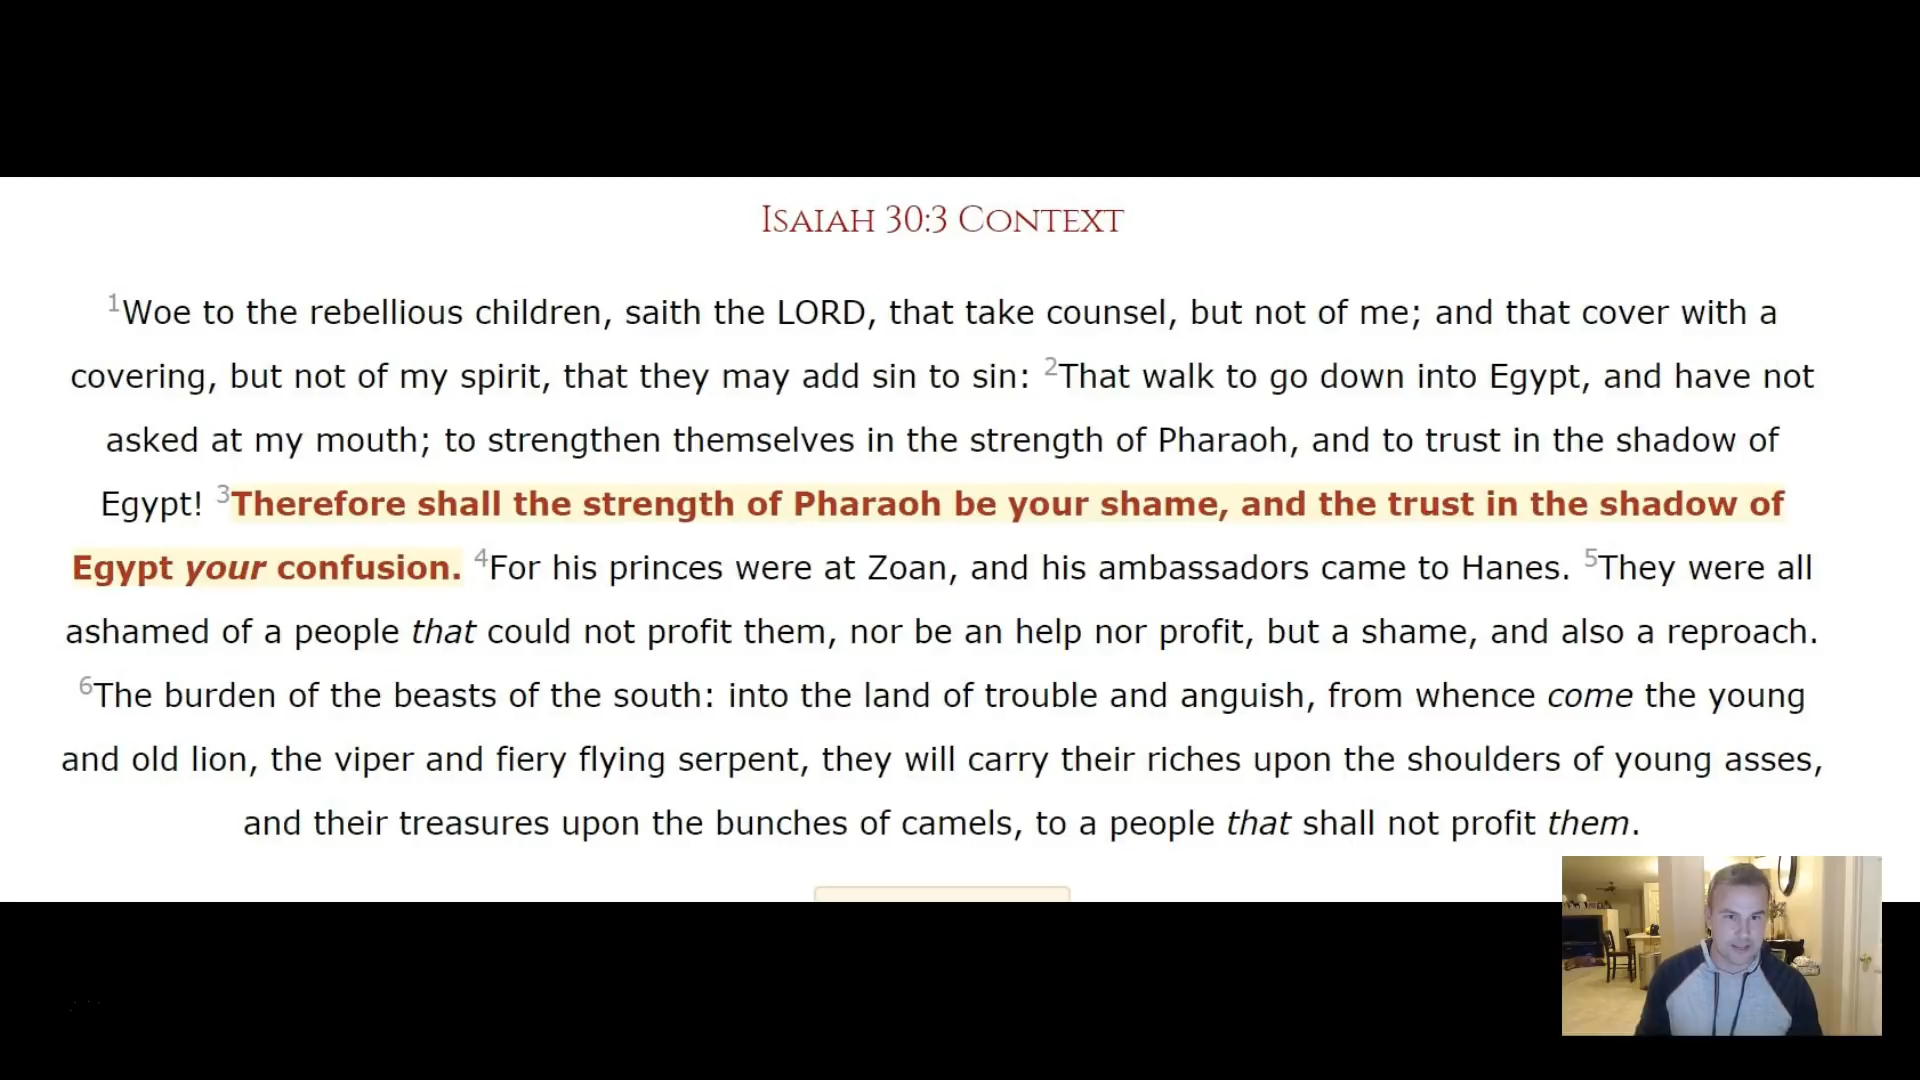 ISAIAH 30:3 CONTEXT
1Woe to the rebellious children, saith the LORD, that take counsel, but not of me; and that cover with a
covering, but not of my spirit, that they may add sin to sin: 2That walk to go down into Egypt, and have not
asked at my mouth; to strengthen themselves in the strength of Pharaoh, and to trust in the shadow of
Egypt! 3Therefore shall the strength of Pharaoh be your shame, and the trust in the shadow of
Egypt your confusion. 4For his princes were at Zoan, and his ambassadors came to Hanes. 5They were all
ashamed of a people that could not profit them, nor be an help nor profit, but a shame, and also a reproach.
6The burden of the beasts of the south: into the land of trouble and anguish, from whence come the young
and old lion, the viper and fiery flying serpent, they will carry their riches upon the shoulders of young asses,
and their treasures upon the bunches of camels, to a people that shall not profit them.